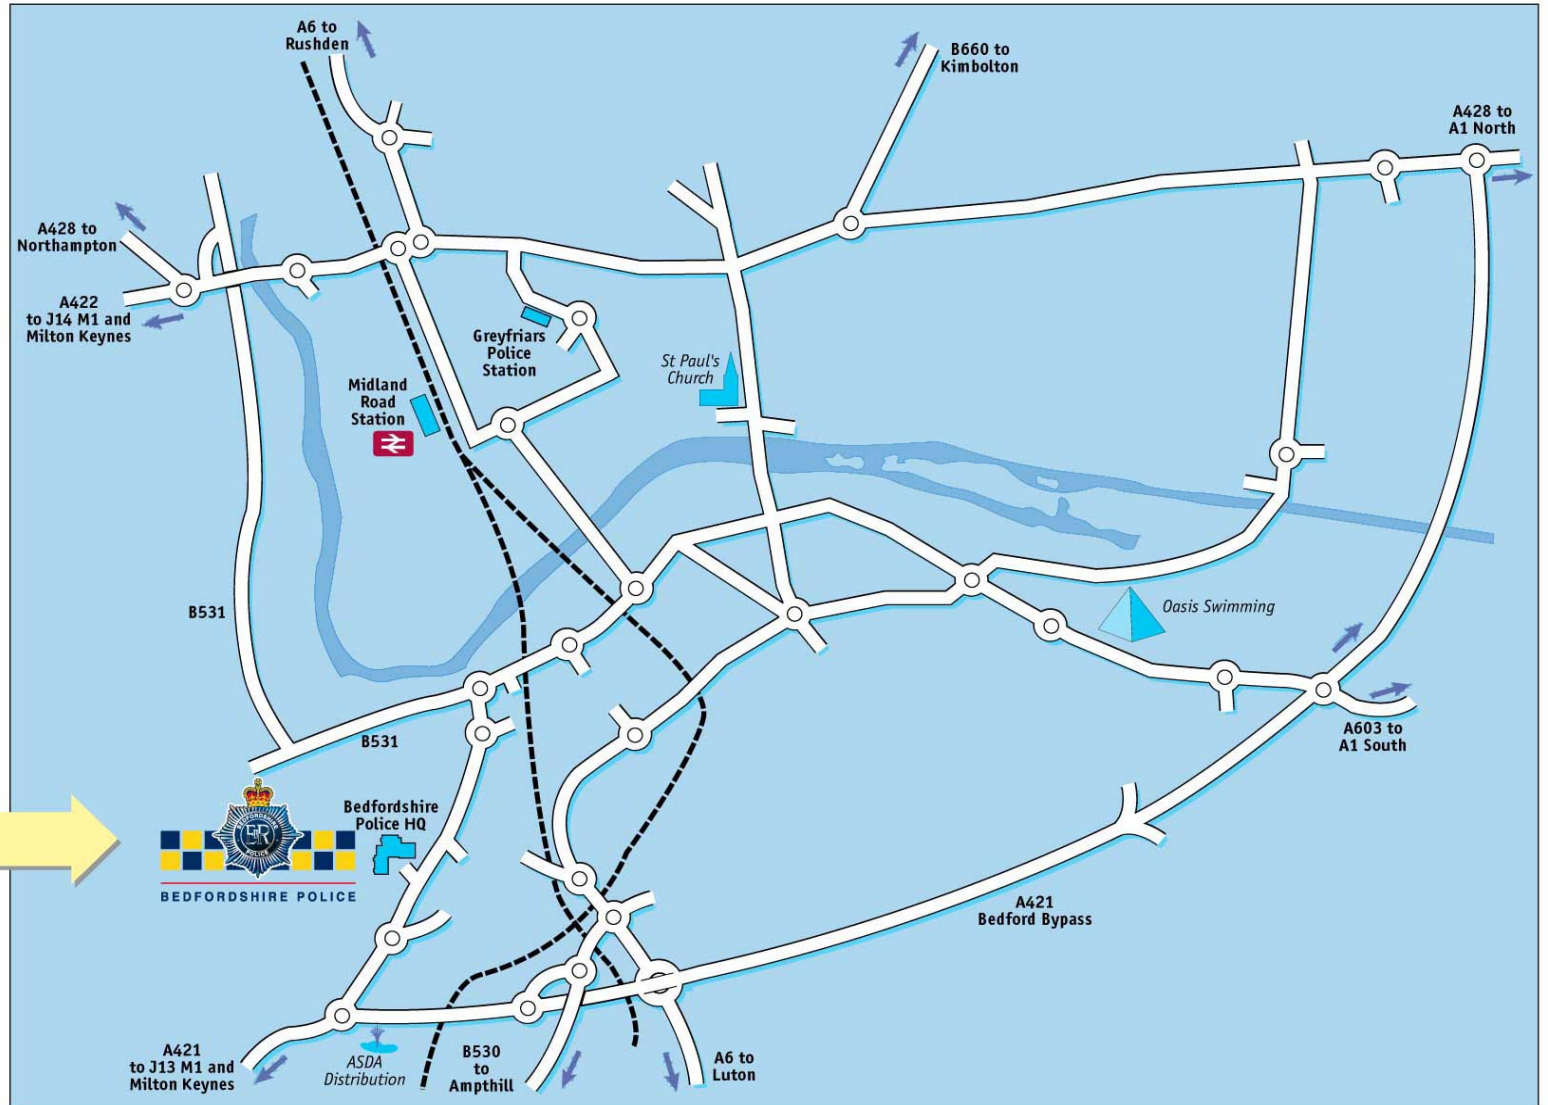 A6 to
Rushden
B660 to
Kimbolton
A428 to
A1 North
A428 to
Northampton
A422
to J14 M1 and
Milton Keynes
Greyfriars
Police
Station
St Paul's
Church
Midland
Road
Station
B531
Oasis Swimming
B531
A603 to
A1 South
Bedfordshire
Police HQ
BEDFORDSHIRE
EIIR
POLICE
BEDFORDSHIRE POLICE
A421
Bedford Bypass
A421
to J13 M1 and
Milton Keynes
ASDA
Distribution
B530
to
Ampthill
A6 to
Luton